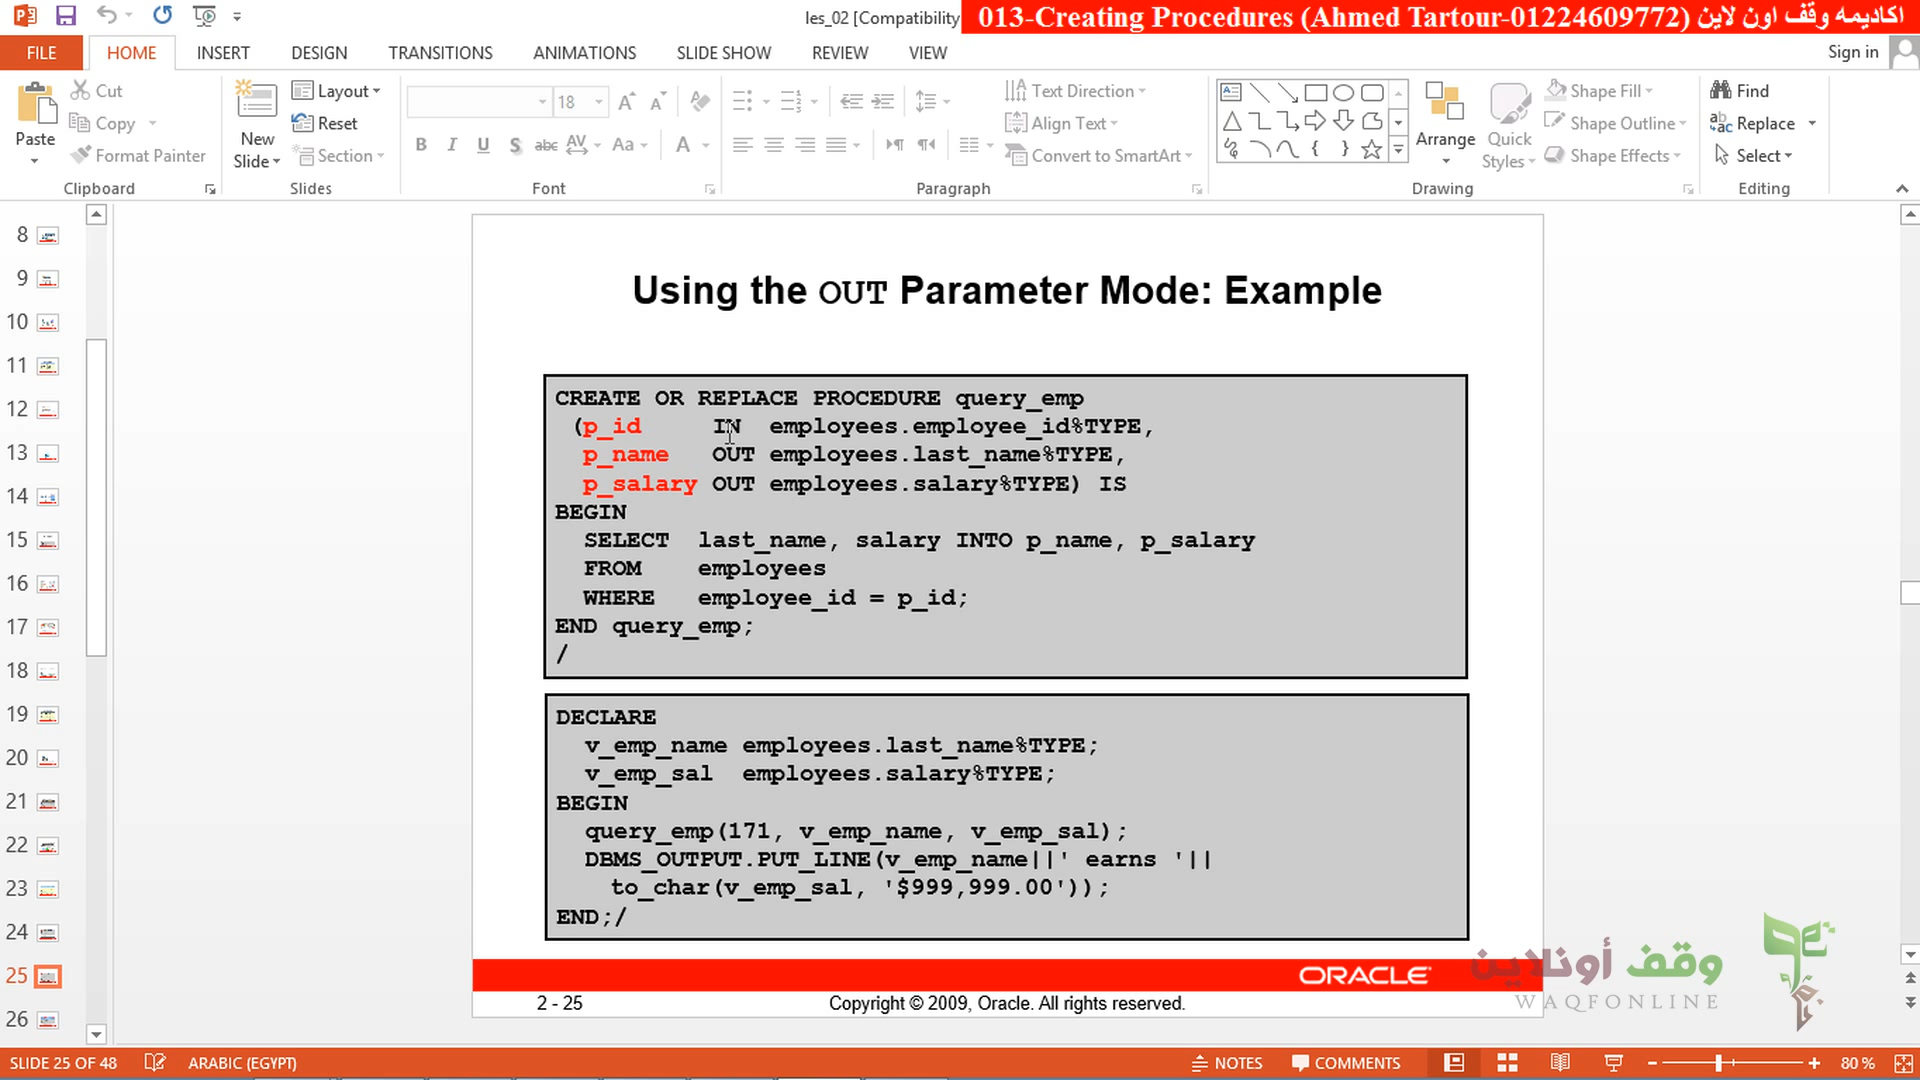 les_02 [Compatibility
013-Creating Procedures (Ahmed Tartour-01224609772) اكاديمه وقف اون لاين
FILE HOME INSERT DESIGN TRANSITIONS ANIMATIONS SLIDE SHOW REVIEW VIEW Sign in
Paste
Cut
Copy
Format Painter
Clipboard
New Slide
Layout
Reset
Section
Slides
18
B I U S abc AV Aa A
Font
Text Direction
Align Text
Convert to SmartArt
Paragraph
Arrange
Quick Styles
Shape Fill
Shape Outline
Shape Effects
Drawing
Find
Replace
Select
Editing
8
9
10
11
12
13
14
15
16
17
18
19
20
21
22
23
24
25
26
Using the OUT Parameter Mode: Example
CREATE OR REPLACE PROCEDURE query_emp
(p_id IN employees.employee_id%TYPE,
p_name OUT employees.last_name%TYPE,
p_salary OUT employees.salary%TYPE) IS
BEGIN
SELECT last_name, salary INTO p_name, p_salary
FROM employees
WHERE employee_id = p_id;
END query_emp;
/
DECLARE
v_emp_name employees.last_name%TYPE;
v_emp_sal employees.salary%TYPE;
BEGIN
query_emp(171, v_emp_name, v_emp_sal);
DBMS_OUTPUT.PUT_LINE(v_emp_name||' earns '||
to_char(v_emp_sal, '$999,999.00'));
END;/
ORACLE
2 - 25
Copyright © 2009, Oracle. All rights reserved.
وقف أونلاين
WAQFONLINE
SLIDE 25 OF 48 ARABIC (EGYPT) NOTES COMMENTS 80 %